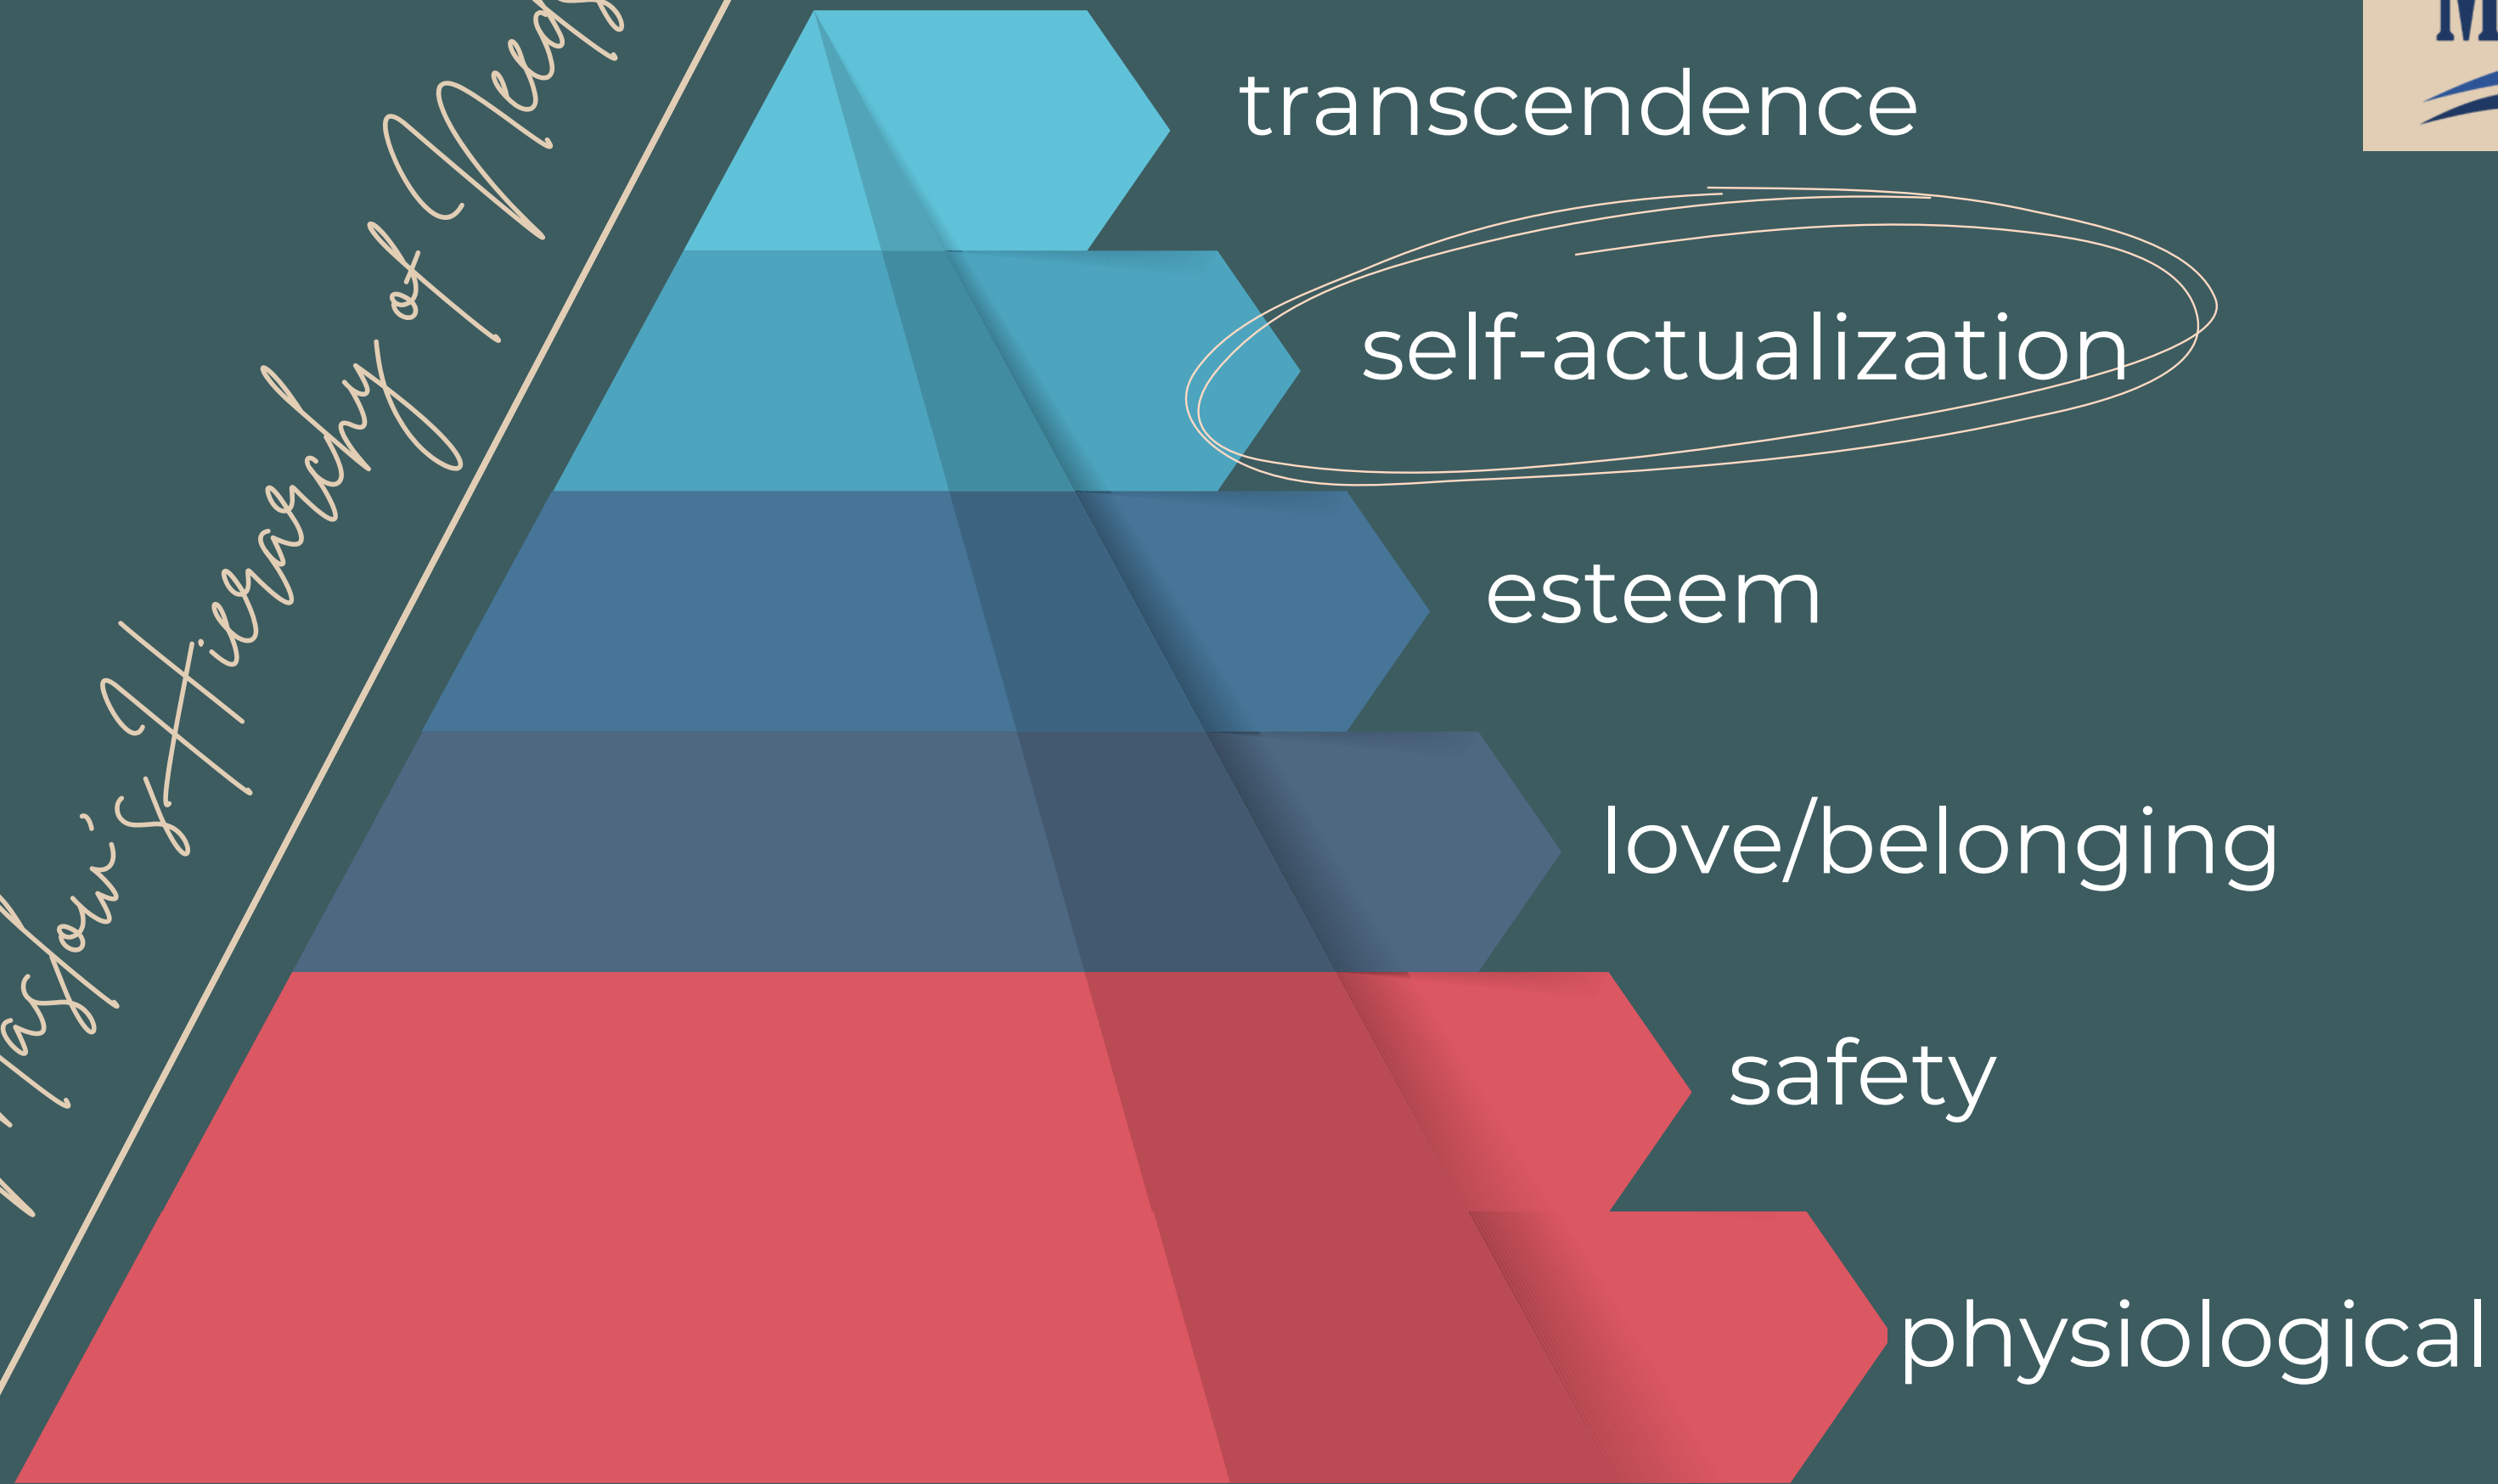 Maslow's Hierarchy of Needs
transcendence
self-actualization
esteem
love/belonging
safety
physiological